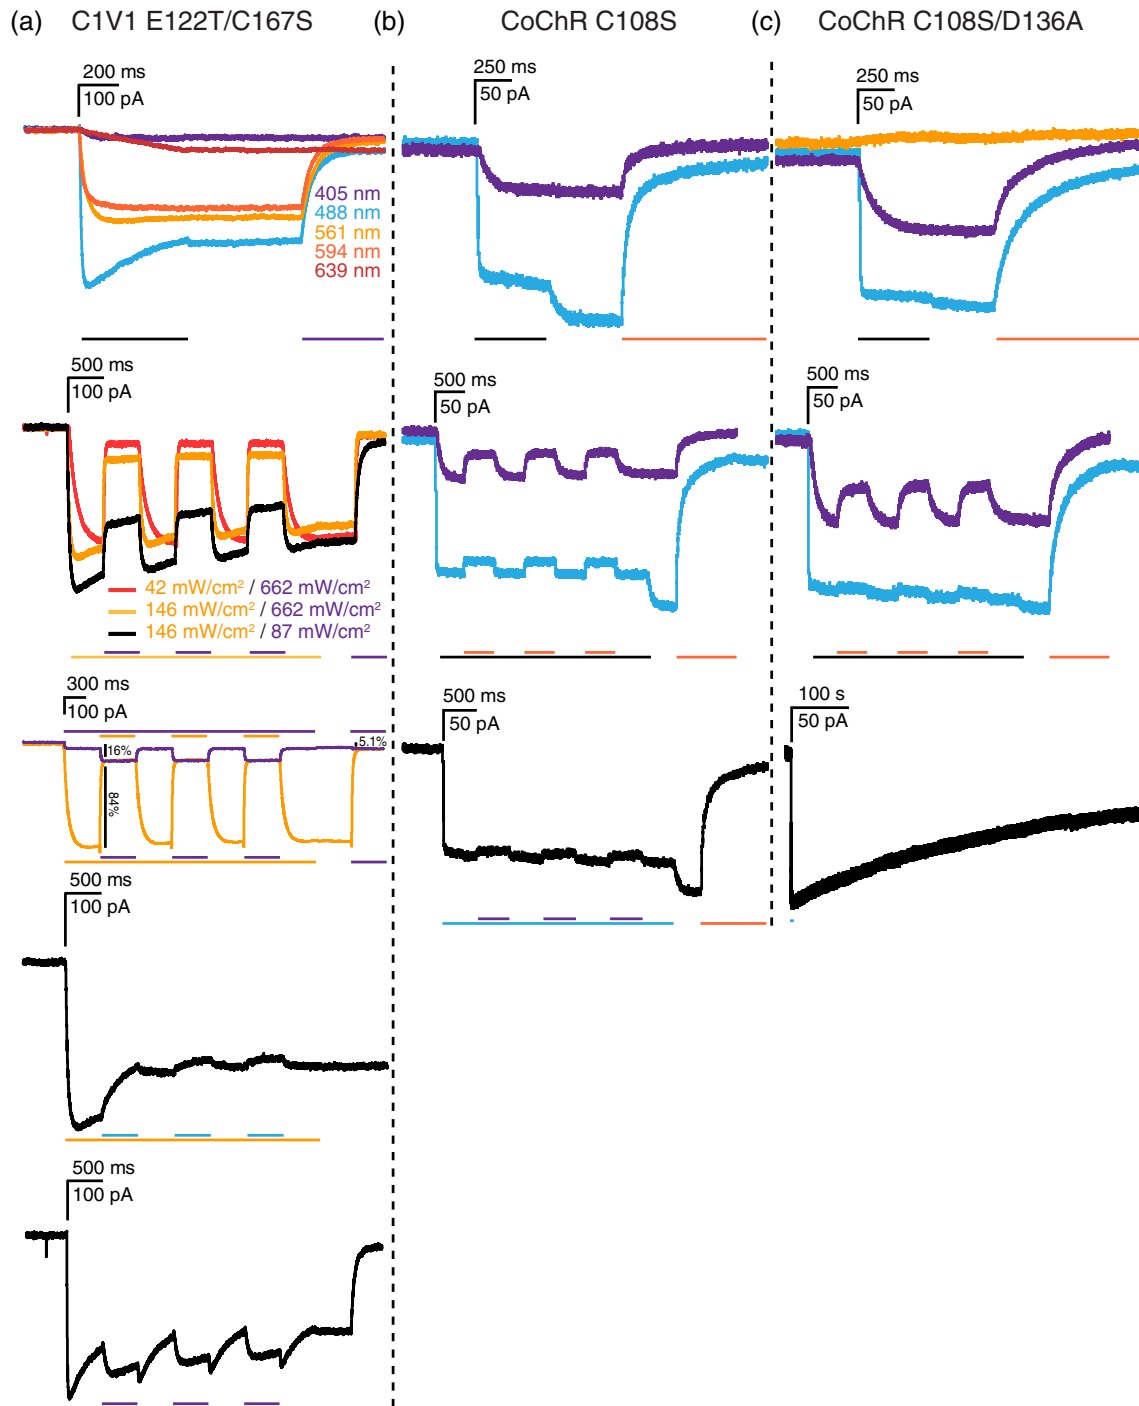 (a) C1V1 E122T/C167S
(b) CoChR C108S
(c) CoChR C108S/D136A
200 ms
100 pA
405 nm
488 nm
561 nm
594 nm
639 nm
500 ms
100 pA
42 mW/cm² / 662 mW/cm²
146 mW/cm² / 662 mW/cm²
146 mW/cm² / 87 mW/cm²
300 ms
100 pA
16%
84%
5.1%
500 ms
100 pA
500 ms
100 pA
250 ms
50 pA
500 ms
50 pA
500 ms
50 pA
250 ms
50 pA
500 ms
50 pA
100 s
50 pA